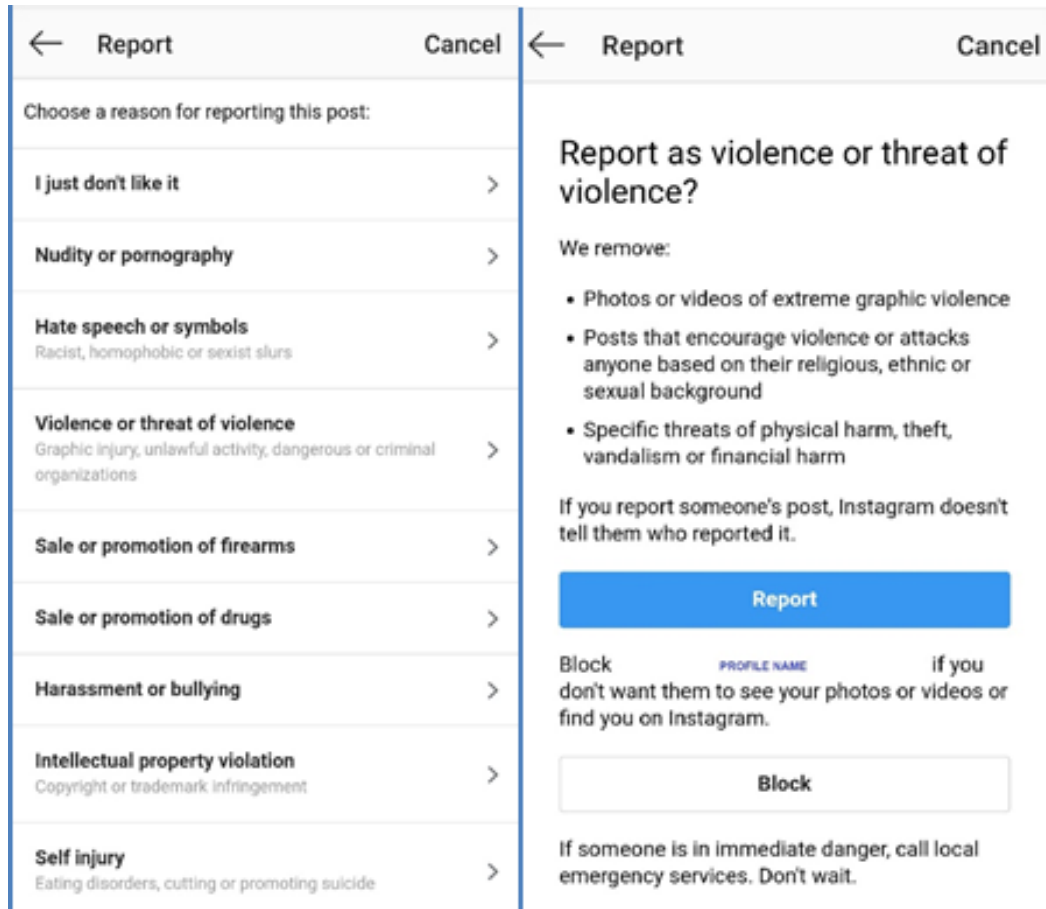 Report Cancel
Choose a reason for reporting this post:
I just don't like it
Nudity or pornography
Hate speech or symbols
Racist, homophobic or sexist slurs
Violence or threat of violence
Graphic injury, unlawful activity, dangerous or criminal
organizations
Sale or promotion of firearms
Sale or promotion of drugs
Harassment or bullying
Intellectual property violation
Copyright or trademark infringement
Self injury
Eating disorders, cutting or promoting suicide
Report Cancel
Report as violence or threat of
violence?
We remove:
• Photos or videos of extreme graphic violence
• Posts that encourage violence or attacks
anyone based on their religious, ethnic or
sexual background
• Specific threats of physical harm, theft,
vandalism or financial harm
If you report someone's post, Instagram doesn't
tell them who reported it.
Report
Block PROFILE NAME if you
don't want them to see your photos or videos or
find you on Instagram.
Block
If someone is in immediate danger, call local
emergency services. Don't wait.